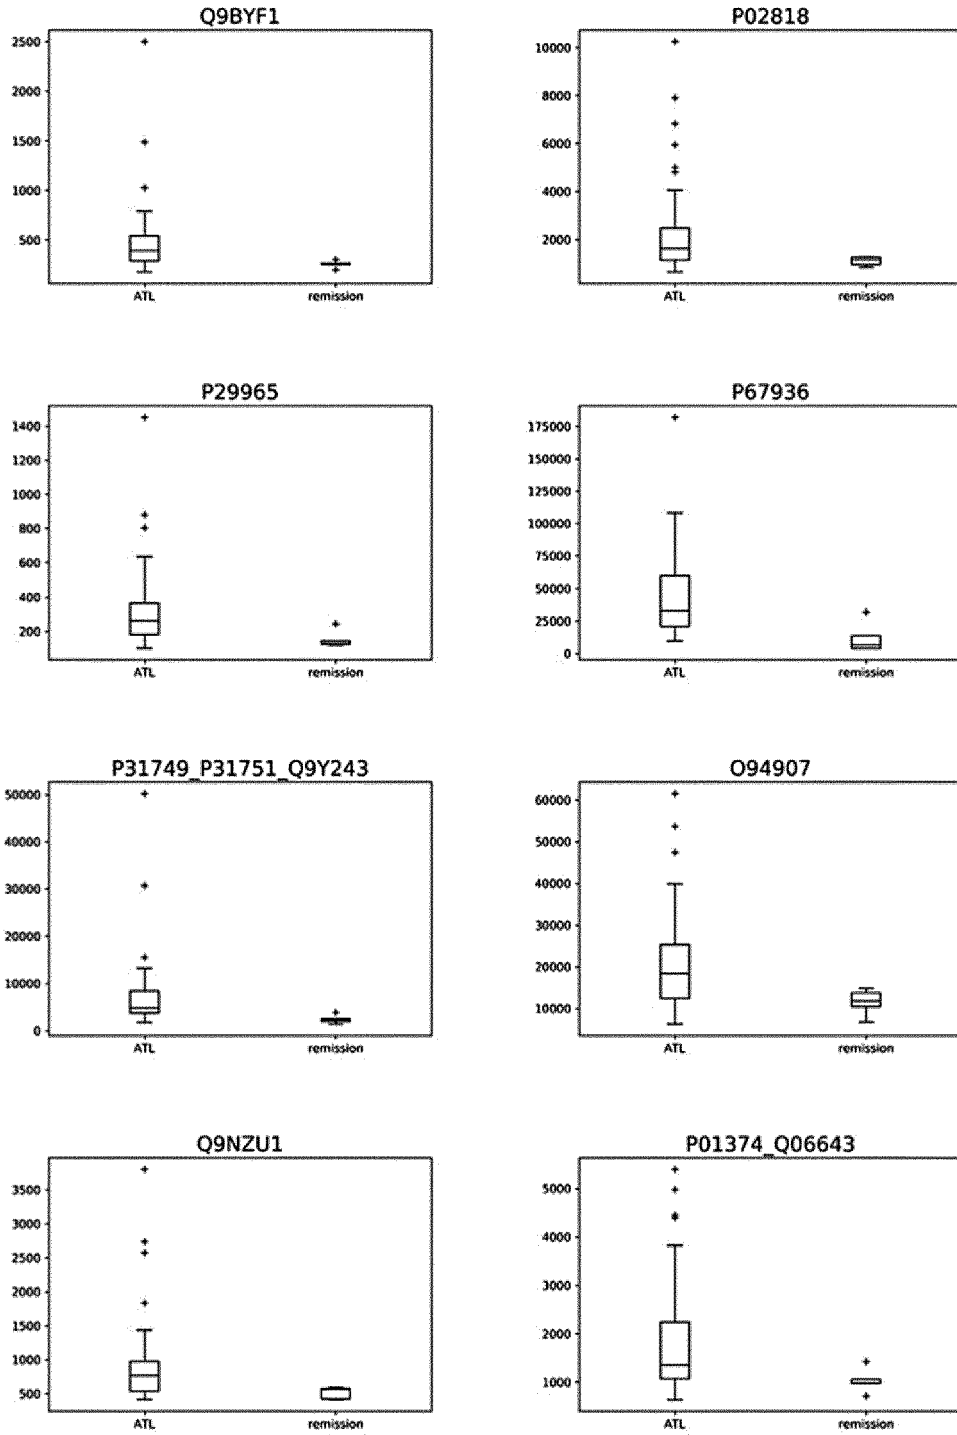 Q9BYF1
2500
1500
1000
500
ATL
remission
P02818
10000
8000
6000
4000
2000
ATL
remission
P29965
1400
1200
1000
800
600
400
200
ATL
remission
P67936
175000
150000
125000
100000
75000
50000
25000
0
ATL
remission
P31749_P31751_Q9Y243
50000
40000
30000
20000
10000
0
ATL
remission
O94907
60000
50000
40000
30000
20000
10000
ATL
remission
Q9NZU1
3500
3000
2500
2000
1500
1000
500
ATL
remission
P01374_Q06643
5000
4000
3000
2000
1000
ATL
remission